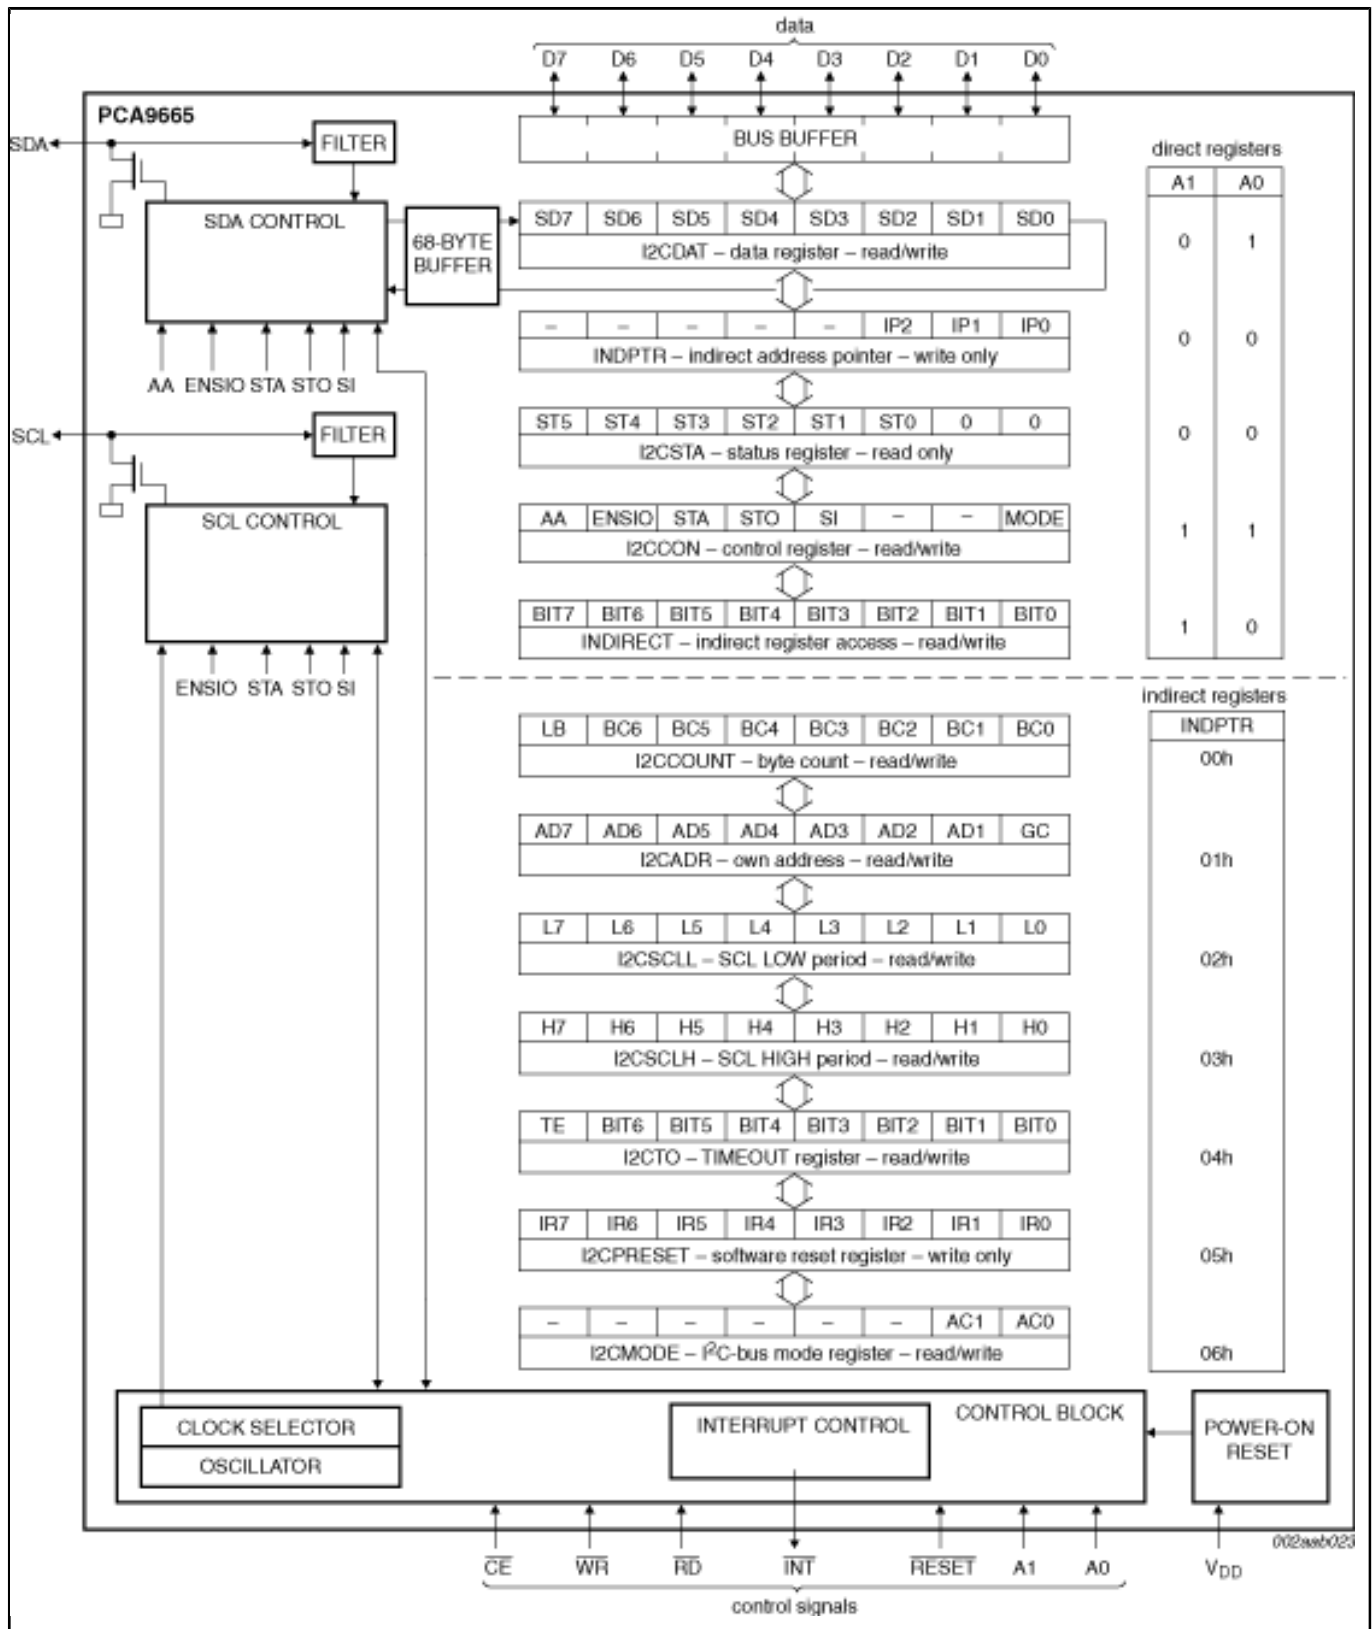 data
D7 D6 D5 D4 D3 D2 D1 D0
PCA9665
SDA
FILTER
BUS BUFFER
direct registers
A1 A0
SDA CONTROL
68-BYTE
BUFFER
SD7 SD6 SD5 SD4 SD3 SD2 SD1 SD0
I2CDAT – data register – read/write
0 1
– – – – – IP2 IP1 IP0
INDPTR – indirect address pointer – write only
0 0
AA ENSIO STA STO SI
SCL
FILTER
ST5 ST4 ST3 ST2 ST1 ST0 0 0
I2CSTA – status register – read only
0 0
SCL CONTROL
AA ENSIO STA STO SI – – MODE
I2CCON – control register – read/write
1 1
BIT7 BIT6 BIT5 BIT4 BIT3 BIT2 BIT1 BIT0
INDIRECT – indirect register access – read/write
1 0
ENSIO STA STO SI
indirect registers
INDPTR
LB BC6 BC5 BC4 BC3 BC2 BC1 BC0
I2CCOUNT – byte count – read/write
00h
AD7 AD6 AD5 AD4 AD3 AD2 AD1 GC
I2CADR – own address – read/write
01h
L7 L6 L5 L4 L3 L2 L1 L0
I2CSCLL – SCL LOW period – read/write
02h
H7 H6 H5 H4 H3 H2 H1 H0
I2CSCLH – SCL HIGH period – read/write
03h
TE BIT6 BIT5 BIT4 BIT3 BIT2 BIT1 BIT0
I2CTO – TIMEOUT register – read/write
04h
IR7 IR6 IR5 IR4 IR3 IR2 IR1 IR0
I2CPRESET – software reset register – write only
05h
– – – – – – AC1 AC0
I2CMODE – I²C-bus mode register – read/write
06h
CLOCK SELECTOR
OSCILLATOR
INTERRUPT CONTROL
CONTROL BLOCK
POWER-ON
RESET
002aab023
CE WR RD INT RESET A1 A0 VDD
control signals